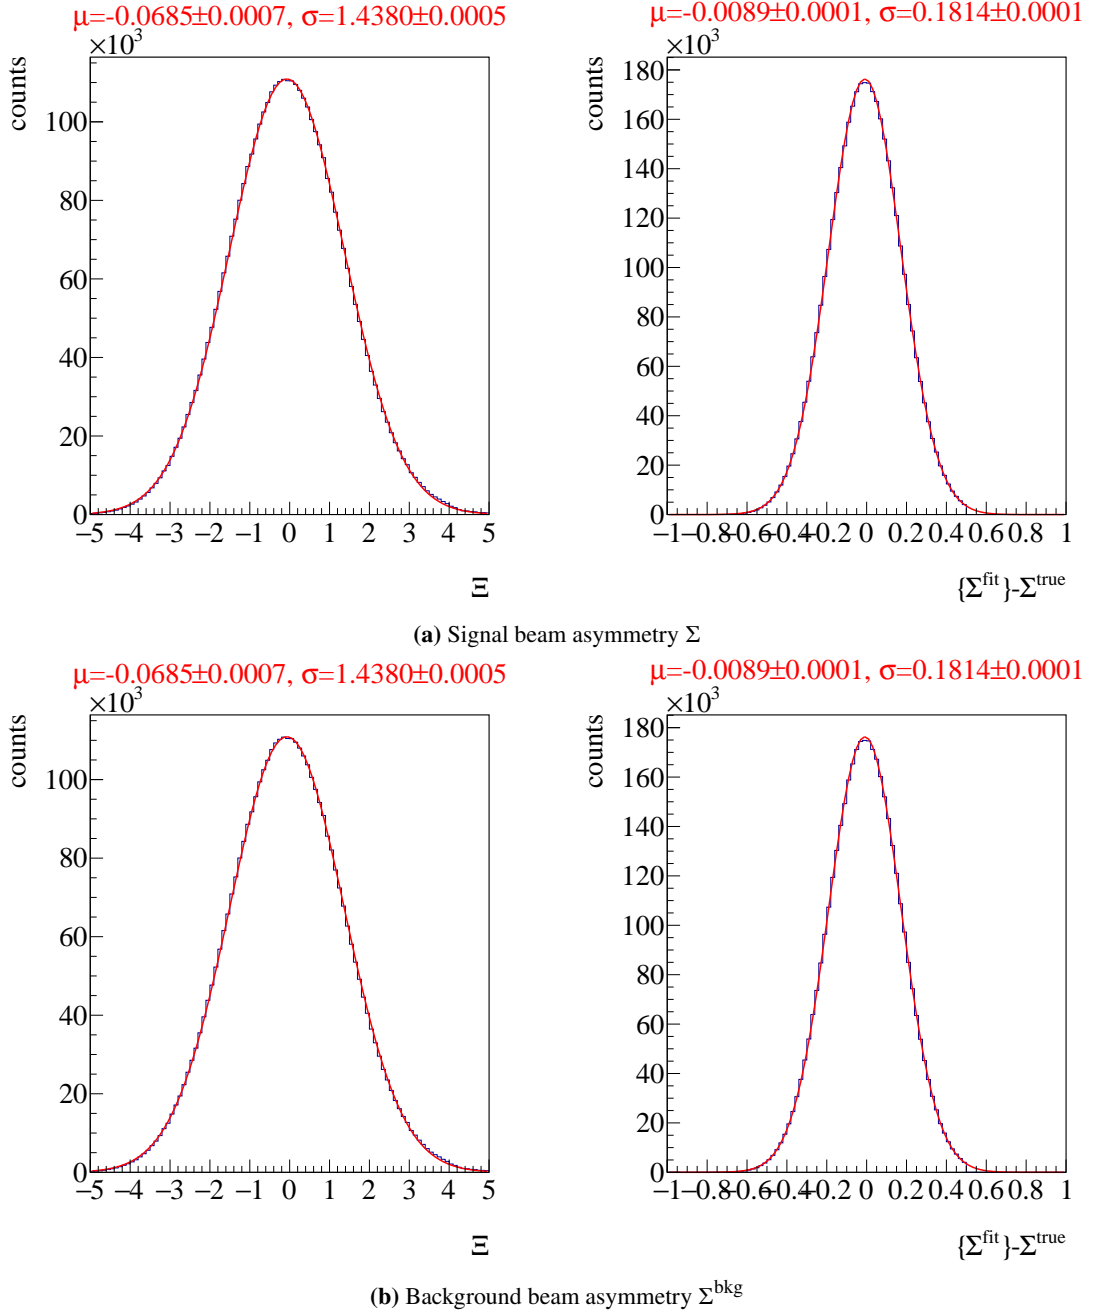 μ=-0.0685±0.0007, σ=1.4380±0.0005
μ=-0.0089±0.0001, σ=0.1814±0.0001
×10³
×10³
counts
counts
100
80
60
40
20
0
180
160
140
120
100
80
60
40
20
0
−5 −4 −3 −2 −1 0 1 2 3 4 5
−1−0.8−0.6−0.4−0.2 0 0.2 0.4 0.6 0.8 1
Ξ
{Σ^fit}-Σ^true
(a) Signal beam asymmetry Σ
μ=-0.0685±0.0007, σ=1.4380±0.0005
μ=-0.0089±0.0001, σ=0.1814±0.0001
×10³
×10³
counts
counts
100
80
60
40
20
0
180
160
140
120
100
80
60
40
20
0
−5 −4 −3 −2 −1 0 1 2 3 4 5
−1−0.8−0.6−0.4−0.2 0 0.2 0.4 0.6 0.8 1
Ξ
{Σ^fit}-Σ^true
(b) Background beam asymmetry Σ^bkg